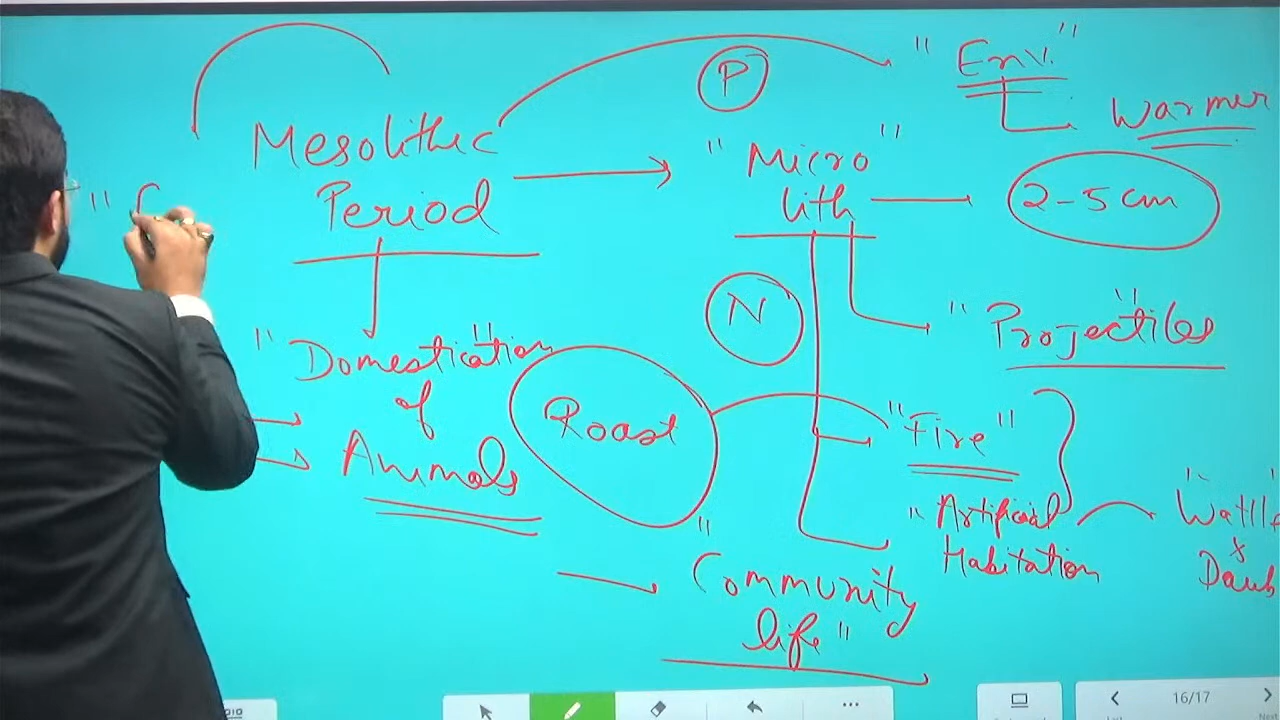 " Env. "
Warmer
P
Mesolithic
Period
" Micro "
lith
2-5 cm
N
" Projectiles "
" Domestication "
of
Animals
Roast
" Fire "
" Artificial
Habitation
" Wattle "
&
Daub
" Community
life "
16/17